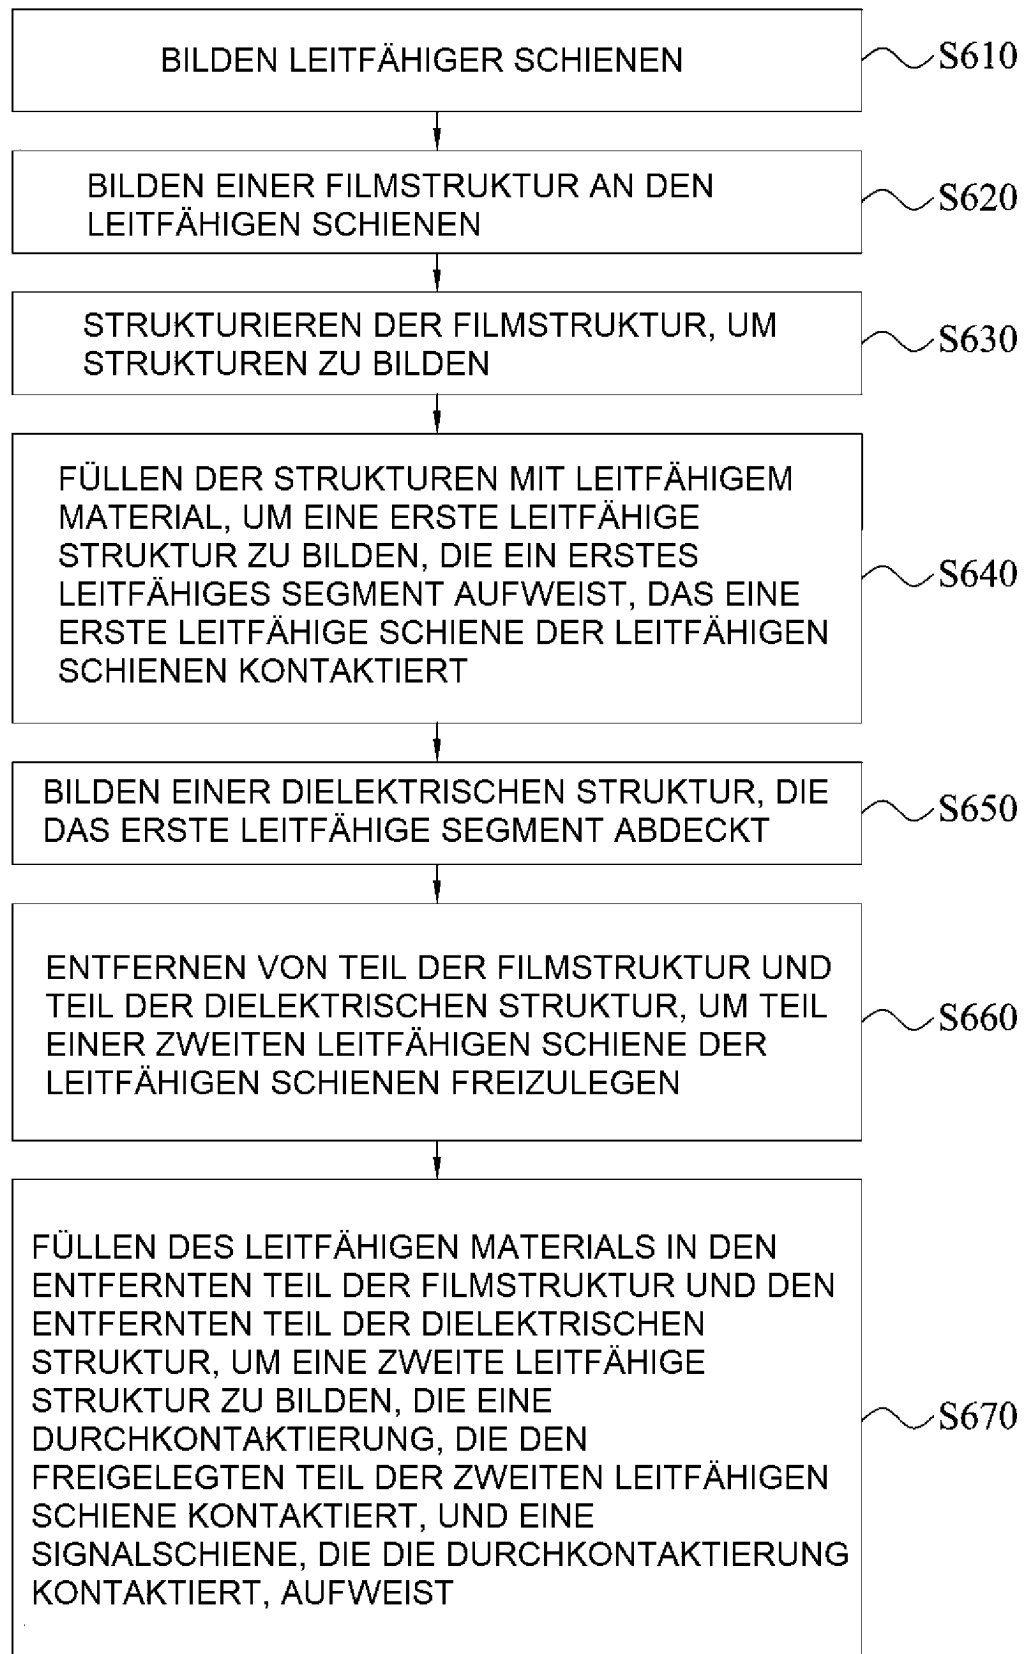 BILDEN LEITFÄHIGER SCHIENEN
S610
BILDEN EINER FILMSTRUKTUR AN DEN
LEITFÄHIGEN SCHIENEN
S620
STRUKTURIEREN DER FILMSTRUKTUR, UM
STRUKTUREN ZU BILDEN
S630
FÜLLEN DER STRUKTUREN MIT LEITFÄHIGEM
MATERIAL, UM EINE ERSTE LEITFÄHIGE
STRUKTUR ZU BILDEN, DIE EIN ERSTES
LEITFÄHIGES SEGMENT AUFWEIST, DAS EINE
ERSTE LEITFÄHIGE SCHIENE DER LEITFÄHIGEN
SCHIENEN KONTAKTIERT
S640
BILDEN EINER DIELEKTRISCHEN STRUKTUR, DIE
DAS ERSTE LEITFÄHIGE SEGMENT ABDECKT
S650
ENTFERNEN VON TEIL DER FILMSTRUKTUR UND
TEIL DER DIELEKTRISCHEN STRUKTUR, UM TEIL
EINER ZWEITEN LEITFÄHIGEN SCHIENE DER
LEITFÄHIGEN SCHIENEN FREIZULEGEN
S660
FÜLLEN DES LEITFÄHIGEN MATERIALS IN DEN
ENTFERNTEN TEIL DER FILMSTRUKTUR UND DEN
ENTFERNTEN TEIL DER DIELEKTRISCHEN
STRUKTUR, UM EINE ZWEITE LEITFÄHIGE
STRUKTUR ZU BILDEN, DIE EINE
DURCHKONTAKTIERUNG, DIE DEN
FREIGELEGTEN TEIL DER ZWEITEN LEITFÄHIGEN
SCHIENE KONTAKTIERT, UND EINE
SIGNALSCHIENE, DIE DIE DURCHKONTAKTIERUNG
KONTAKTIERT, AUFWEIST
S670